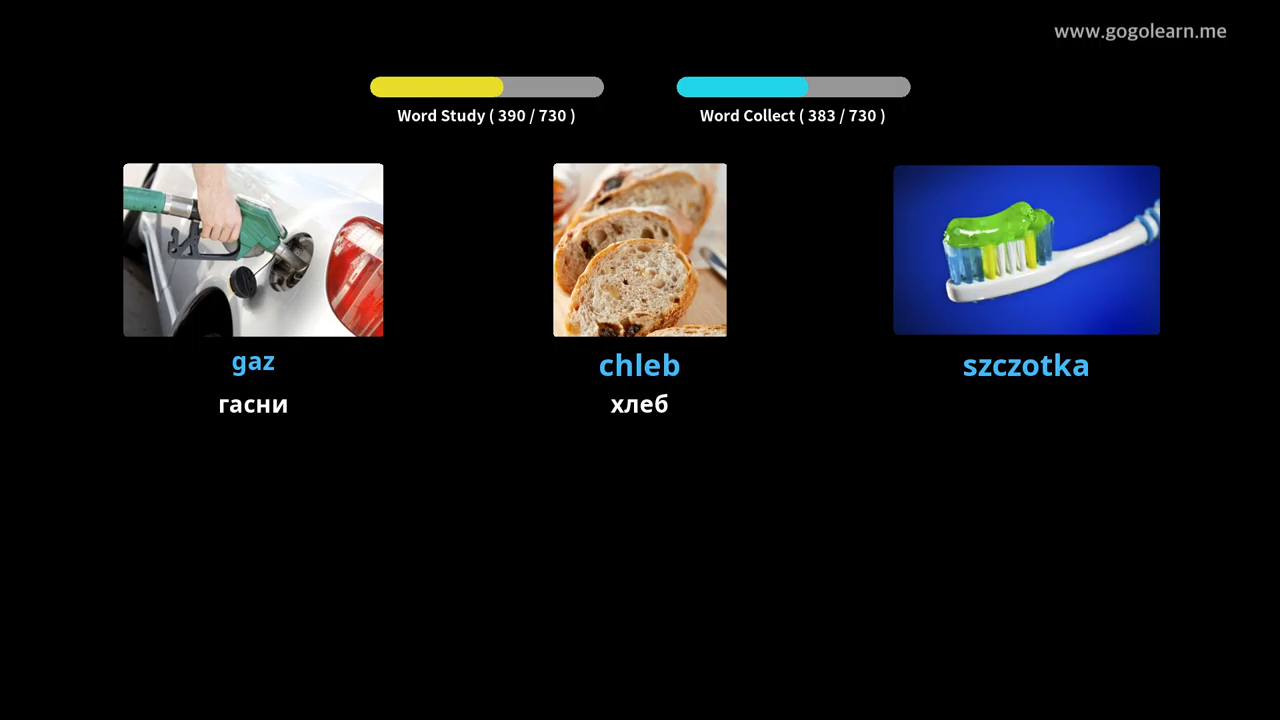 www.gogolearn.me
Word Study ( 390 / 730 )
Word Collect ( 383 / 730 )
gaz
chleb
szczotka
гасни
хлеб